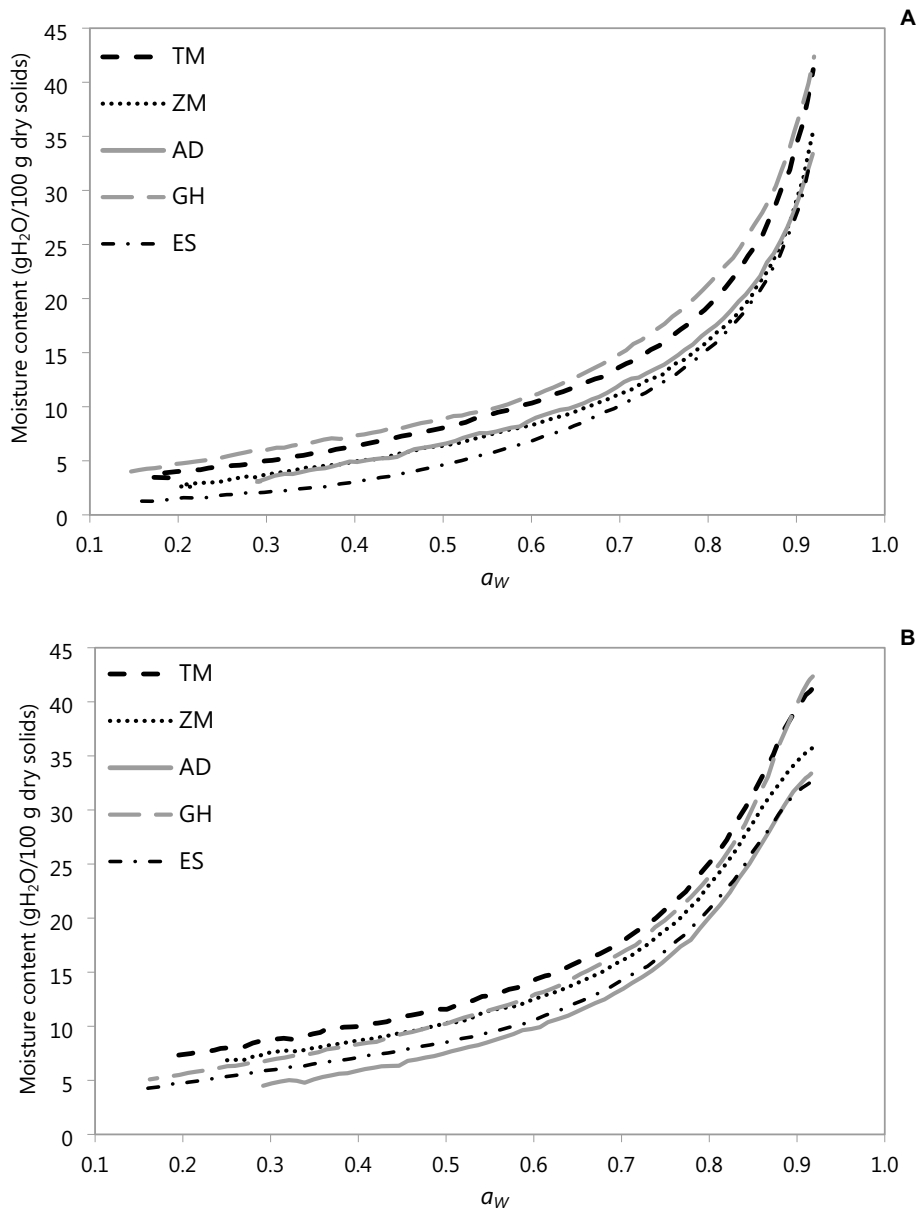 A
45
40
35
30
25
20
15
10
5
0
Moisture content (gH₂O/100 g dry solids)
TM
ZM
AD
GH
ES
0.1 0.2 0.3 0.4 0.5 0.6 0.7 0.8 0.9 1.0
a_W
B
45
40
35
30
25
20
15
10
5
0
Moisture content (gH₂O/100 g dry solids)
TM
ZM
AD
GH
ES
0.1 0.2 0.3 0.4 0.5 0.6 0.7 0.8 0.9 1.0
a_W